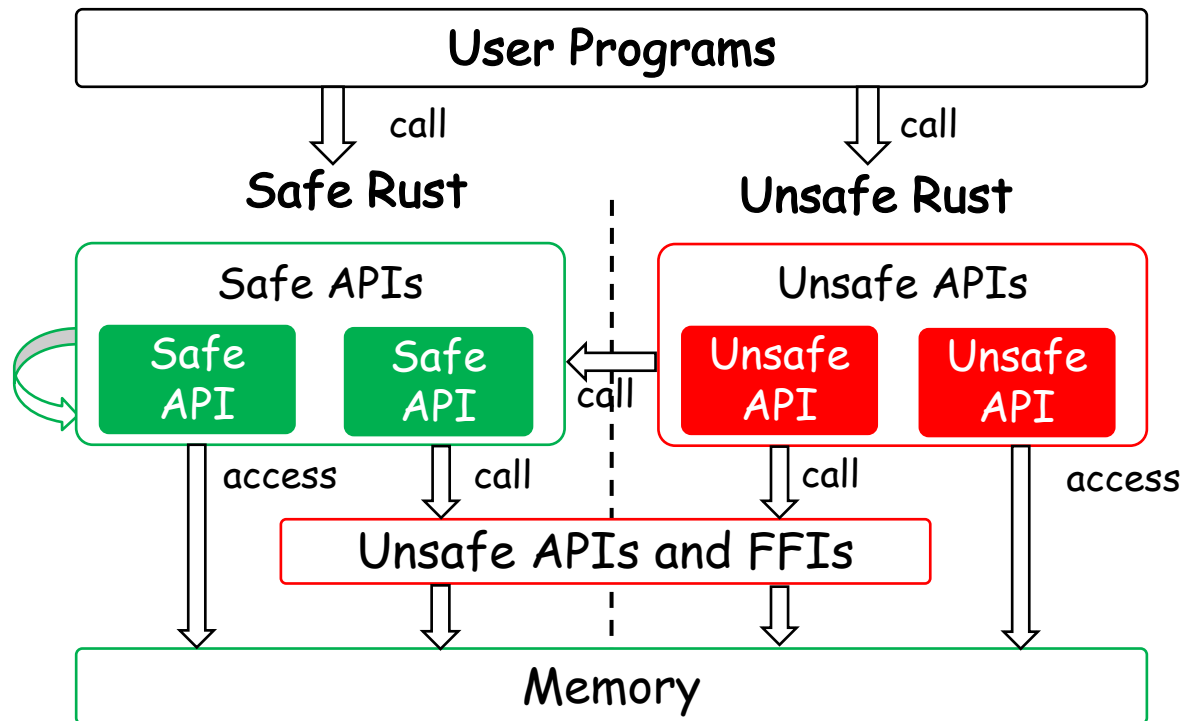 User Programs
call
call
Safe Rust
Unsafe Rust
Safe APIs
Unsafe APIs
Safe
API
Safe
API
call
Unsafe
API
Unsafe
API
access
call
call
access
Unsafe APIs and FFIs
Memory